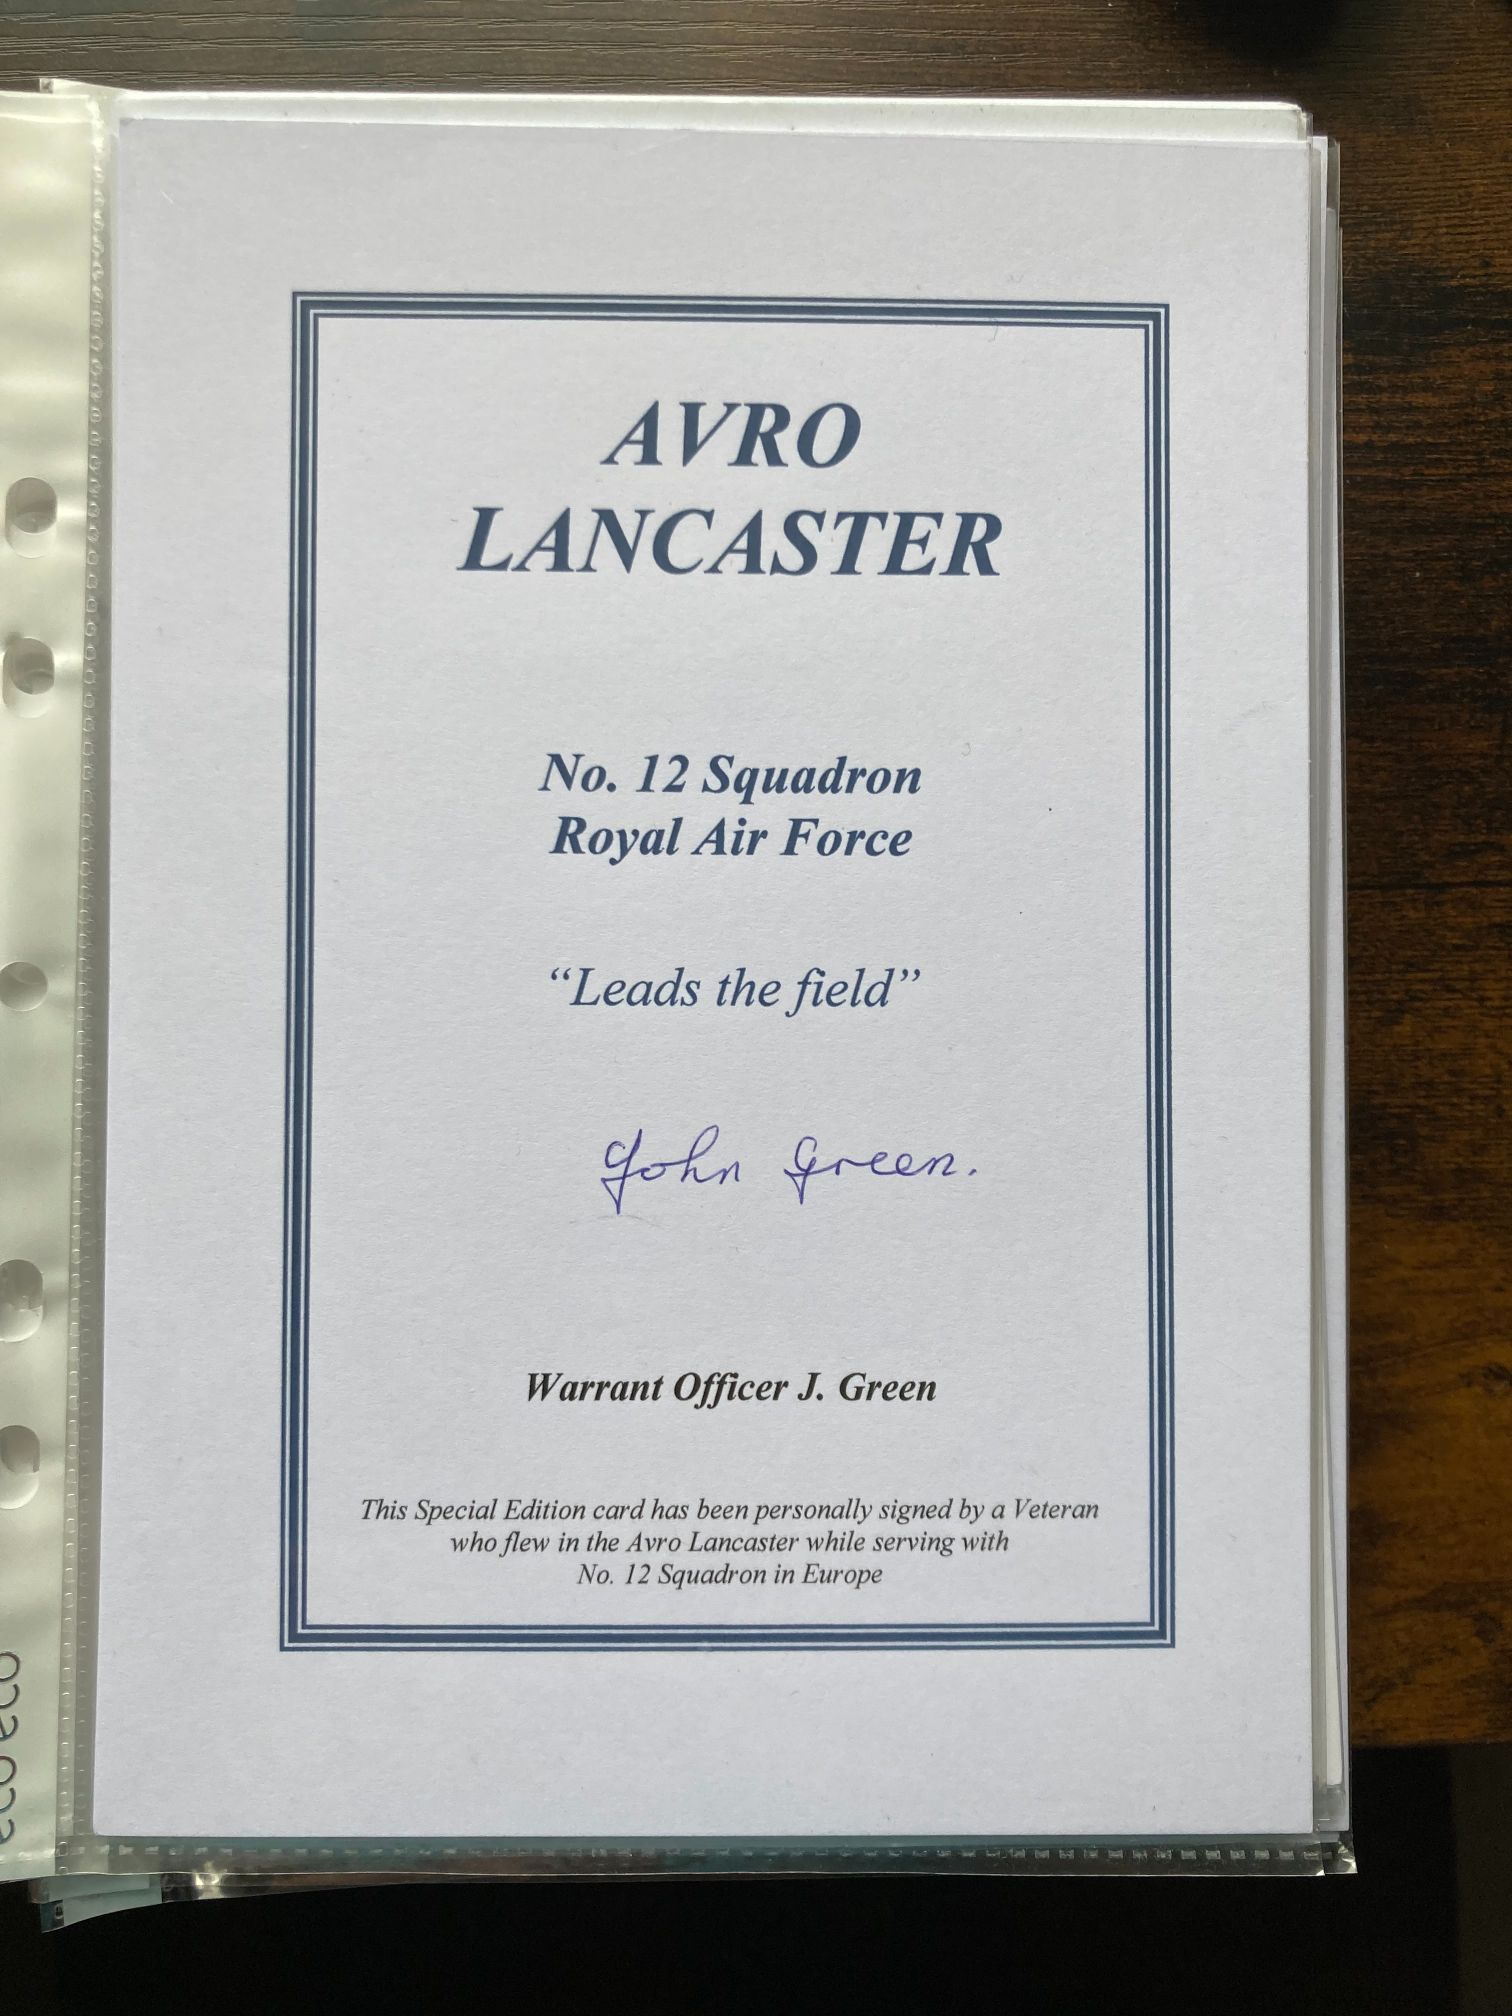 AVRO
LANCASTER
No. 12 Squadron
Royal Air Force
“Leads the field”
John Green.
Warrant Officer J. Green
This Special Edition card has been personally signed by a Veteran
who flew in the Avro Lancaster while serving with
No. 12 Squadron in Europe
eco eco